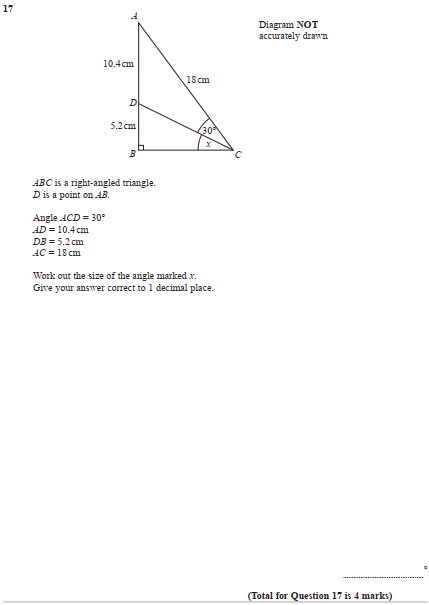 17
A
Diagram NOT
accurately drawn
10.4 cm
18 cm
D
5.2 cm
30°
x
B
C
ABC is a right-angled triangle.
D is a point on AB.
Angle ACD = 30°
AD = 10.4 cm
DB = 5.2 cm
AC = 18 cm
Work out the size of the angle marked x.
Give your answer correct to 1 decimal place.
°
(Total for Question 17 is 4 marks)